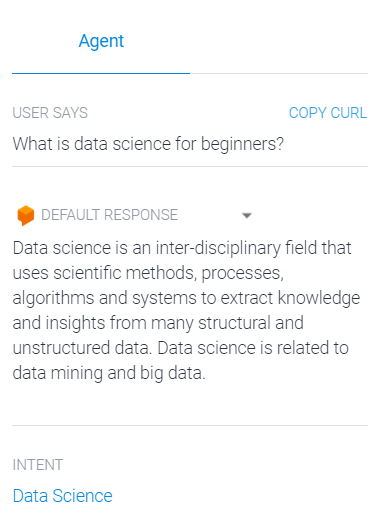 Agent
USER SAYS COPY CURL
What is data science for beginners?
DEFAULT RESPONSE
Data science is an inter-disciplinary field that
uses scientific methods, processes,
algorithms and systems to extract knowledge
and insights from many structural and
unstructured data. Data science is related to
data mining and big data.
INTENT
Data Science